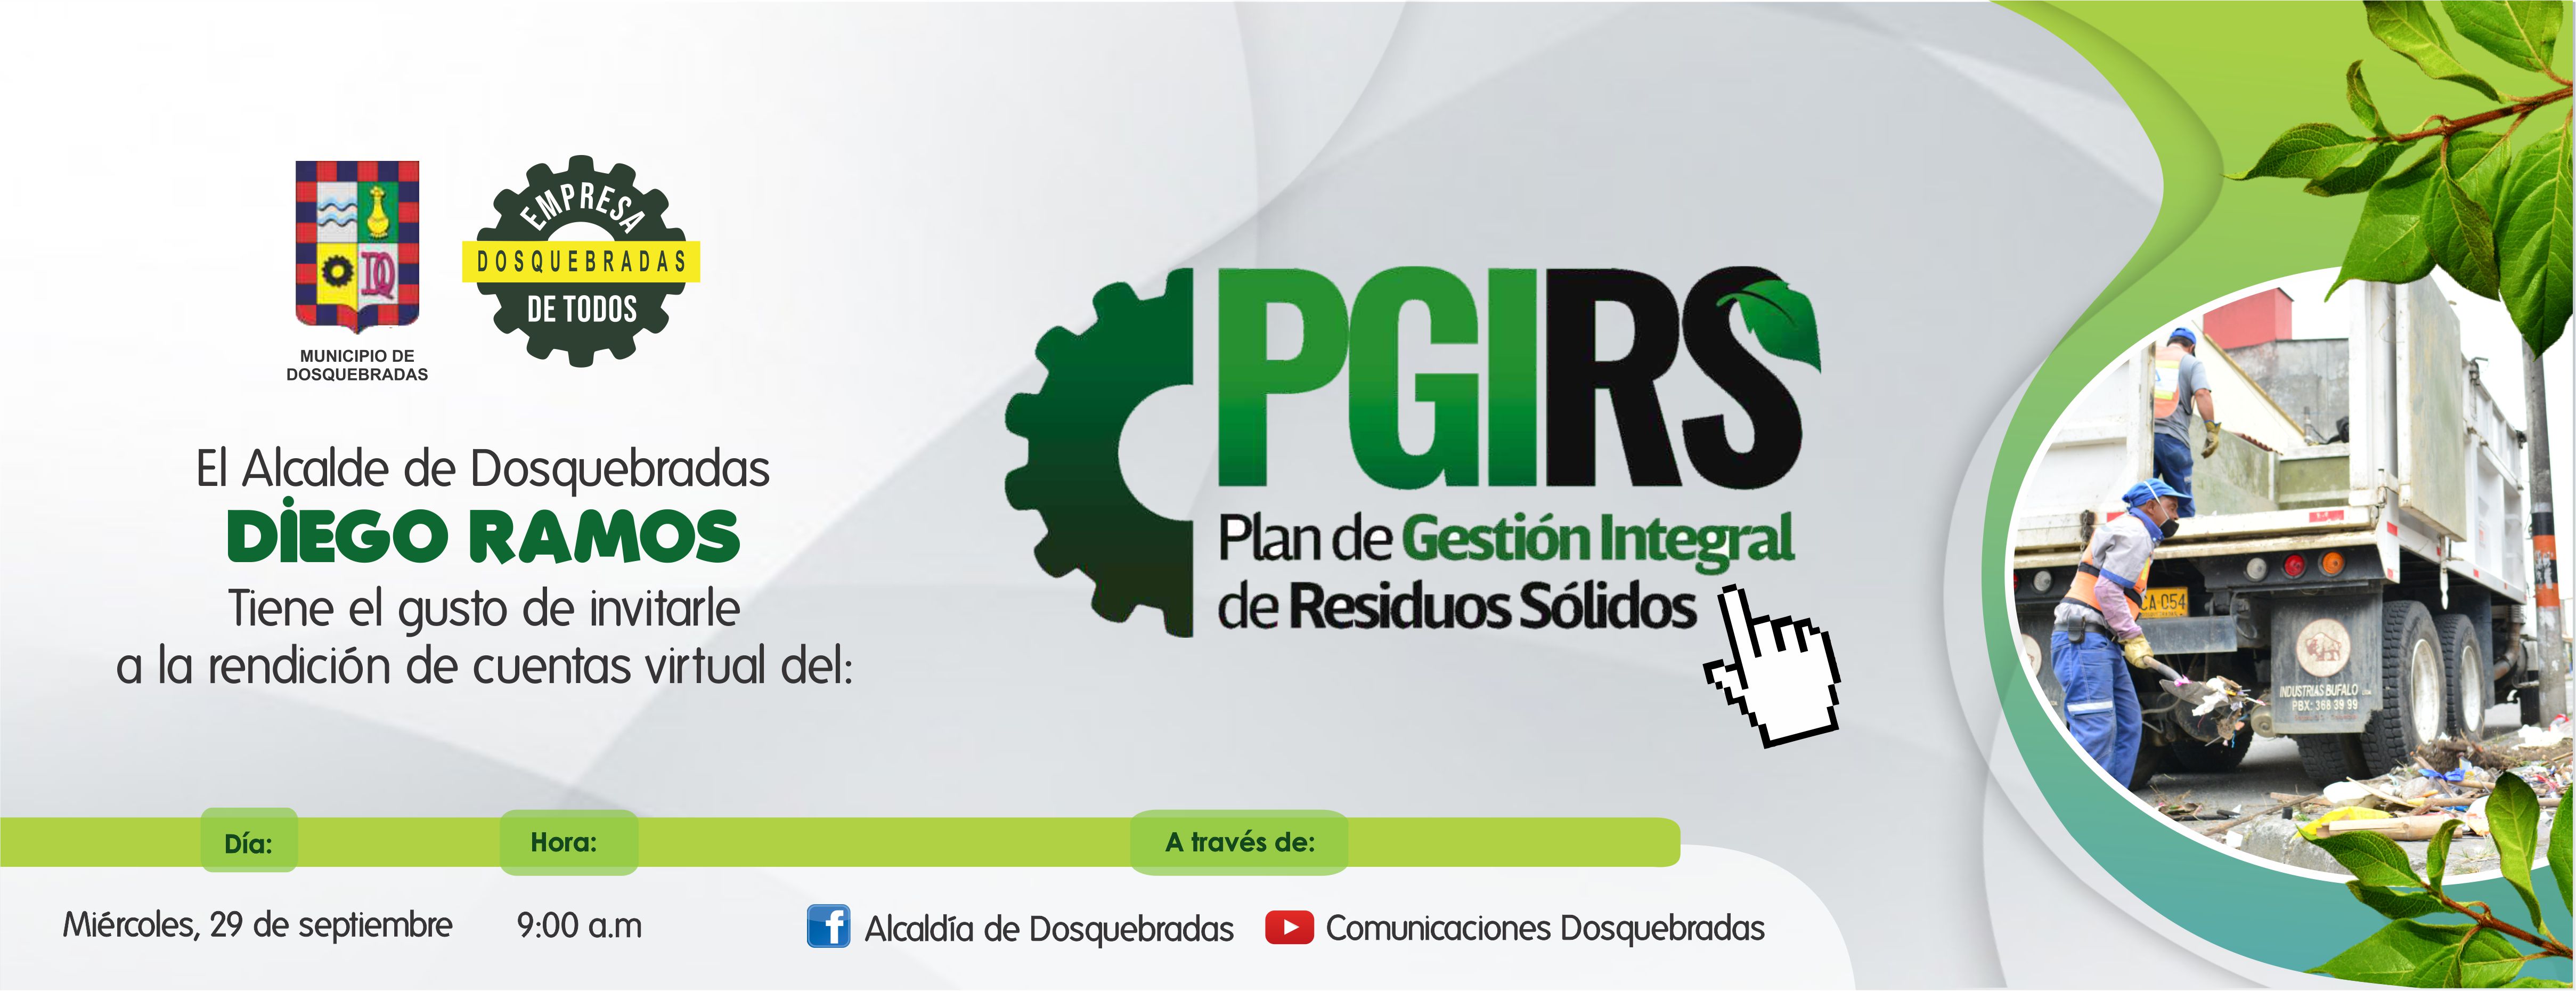 EMPRESA
DOSQUEBRADAS
DE TODOS
DQ
MUNICIPIO DE
DOSQUEBRADAS
El Alcalde de Dosquebradas
DIEGO RAMOS
Tiene el gusto de invitarle
a la rendición de cuentas virtual del:
PGIRS
Plan de Gestión Integral
de Residuos Sólidos
CA 054
INDUSTRIAS BUFALO
PBX: 368 39 99
Día:
Hora:
A través de:
Miércoles, 29 de septiembre
9:00 a.m
f Alcaldía de Dosquebradas
Comunicaciones Dosquebradas